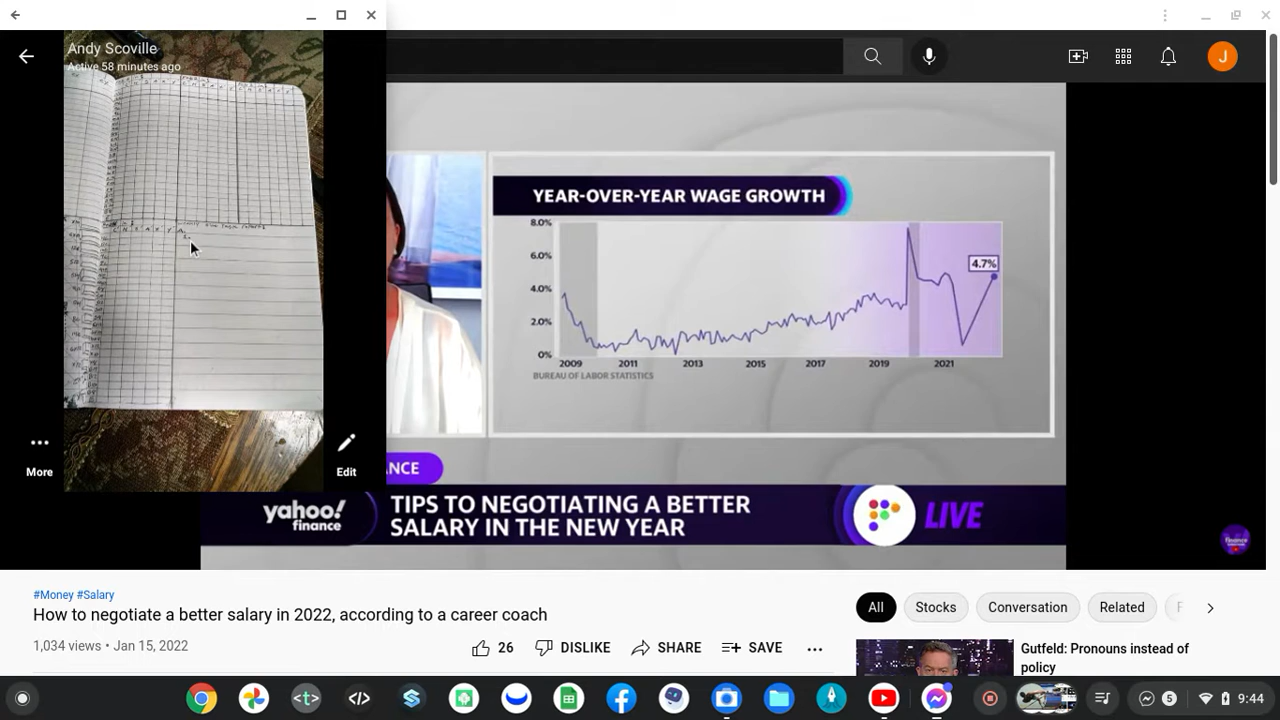 Andy Scoville
Active 58 minutes ago
More
Edit
J
YEAR-OVER-YEAR WAGE GROWTH
8.0%
6.0%
4.0%
2.0%
0%
4.7%
2009 2011 2013 2015 2017 2019 2021
BUREAU OF LABOR STATISTICS
ANCE
yahoo!
finance
TIPS TO NEGOTIATING A BETTER
SALARY IN THE NEW YEAR
LIVE
#Money #Salary
How to negotiate a better salary in 2022, according to a career coach
1,034 views • Jan 15, 2022
26
DISLIKE
SHARE
SAVE
All
Stocks
Conversation
Related
Gutfeld: Pronouns instead of
policy
5
9:44